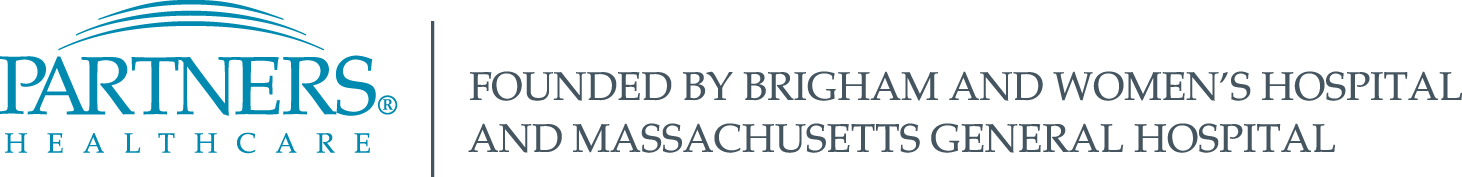 PARTNERS®
HEALTHCARE
FOUNDED BY BRIGHAM AND WOMEN’S HOSPITAL
AND MASSACHUSETTS GENERAL HOSPITAL